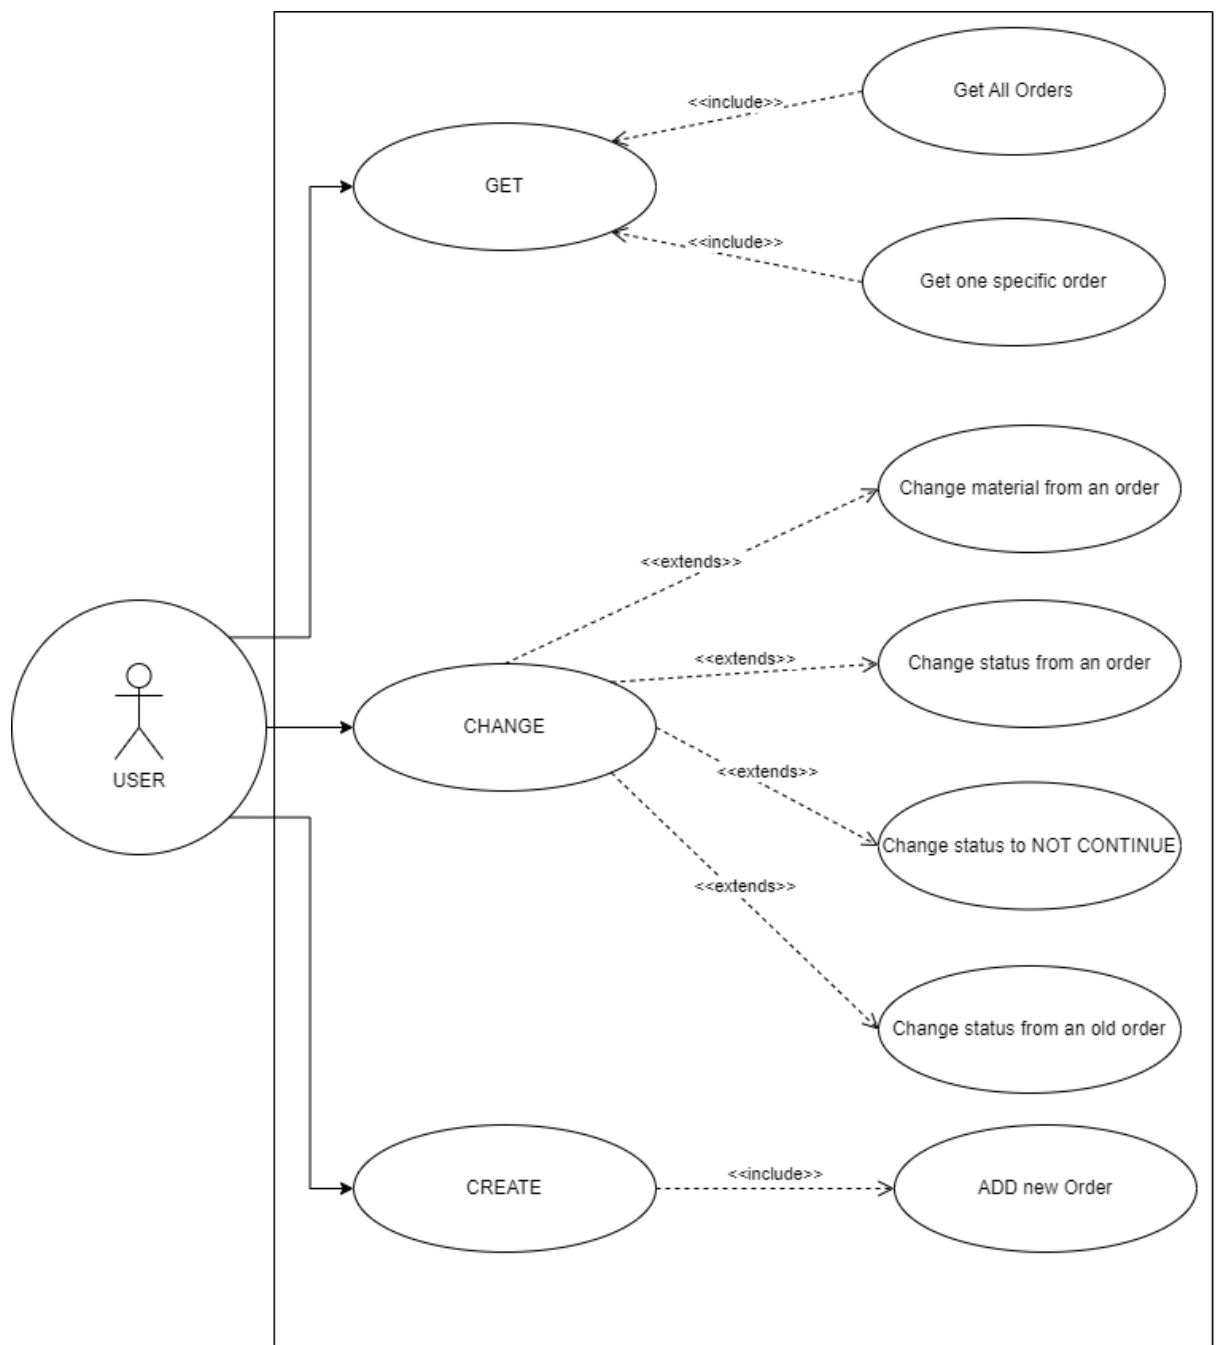 Get All Orders
<<include>>
GET
<<include>>
Get one specific order
Change material from an order
<<extends>>
<<extends>>
Change status from an order
CHANGE
<<extends>>
USER
Change status to NOT CONTINUE
<<extends>>
Change status from an old order
CREATE
<<include>>
ADD new Order